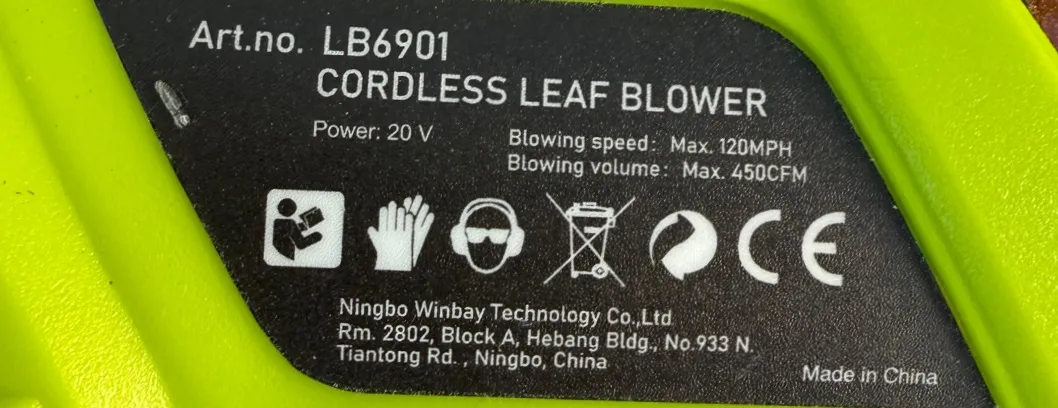 Art.no. LB6901
CORDLESS LEAF BLOWER
Power: 20 V
Blowing speed: Max. 120MPH
Blowing volume: Max. 450CFM
CE
Ningbo Winbay Technology Co.,Ltd
Rm. 2802, Block A, Hebang Bldg., No.933 N.
Tiantong Rd., Ningbo, China
Made in China